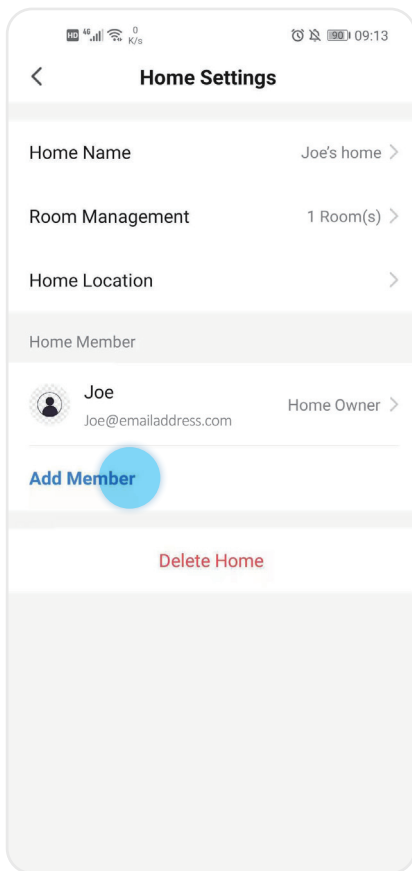 HD 4G 0 K/s 90 09:13
Home Settings
Home Name Joe's home
Room Management 1 Room(s)
Home Location
Home Member
Joe
Joe@emailaddress.com Home Owner
Add Member
Delete Home